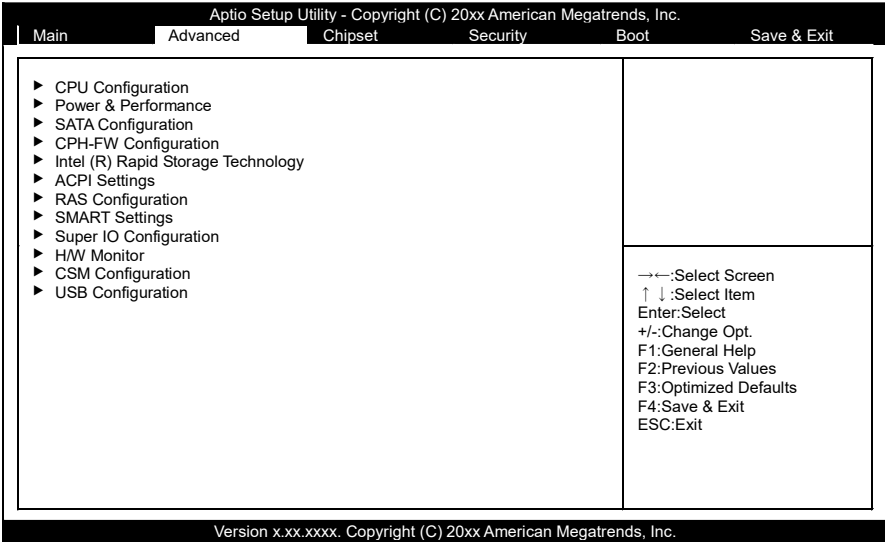 Aptio Setup Utility - Copyright (C) 20xx American Megatrends, Inc.
Main Advanced Chipset Security Boot Save & Exit
► CPU Configuration
► Power & Performance
► SATA Configuration
► CPH-FW Configuration
► Intel (R) Rapid Storage Technology
► ACPI Settings
► RAS Configuration
► SMART Settings
► Super IO Configuration
► H/W Monitor
► CSM Configuration
► USB Configuration
→←:Select Screen
↑↓:Select Item
Enter:Select
+/-:Change Opt.
F1:General Help
F2:Previous Values
F3:Optimized Defaults
F4:Save & Exit
ESC:Exit
Version x.xx.xxxx. Copyright (C) 20xx American Megatrends, Inc.